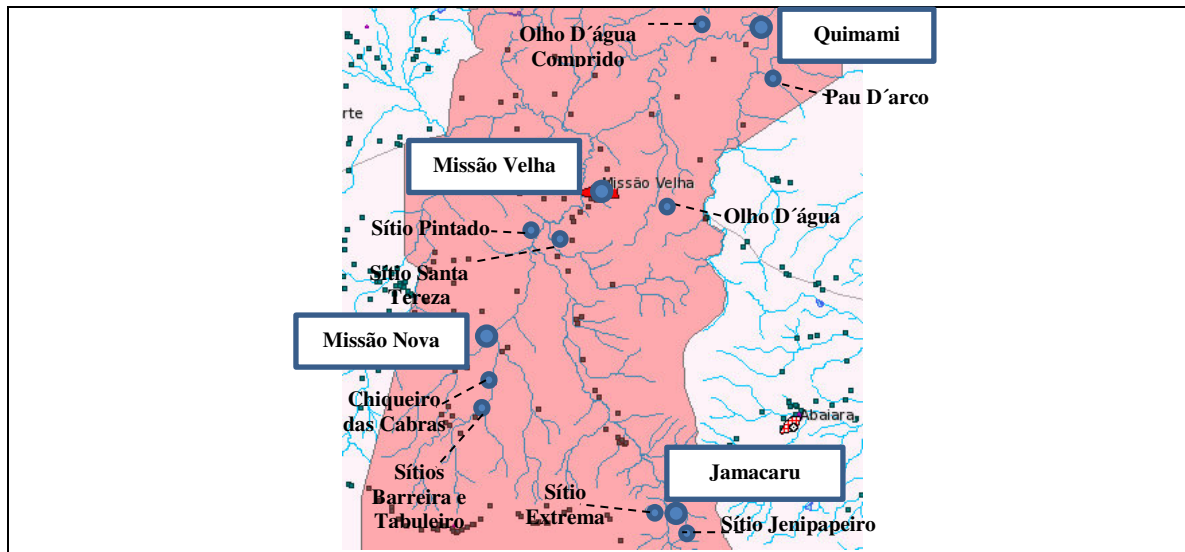 Olho D´água
Comprido
Quimami
Pau D´arco
rte
Missão Velha
Missão Velha
Olho D´água
Sítio Pintado
Sítio Santa
Tereza
Missão Nova
Chiqueiro
das Cabras
Abaiara
Sítios
Barreira e
Tabuleiro
Jamacaru
Sítio
Extrema
Sítio Jenipapeiro